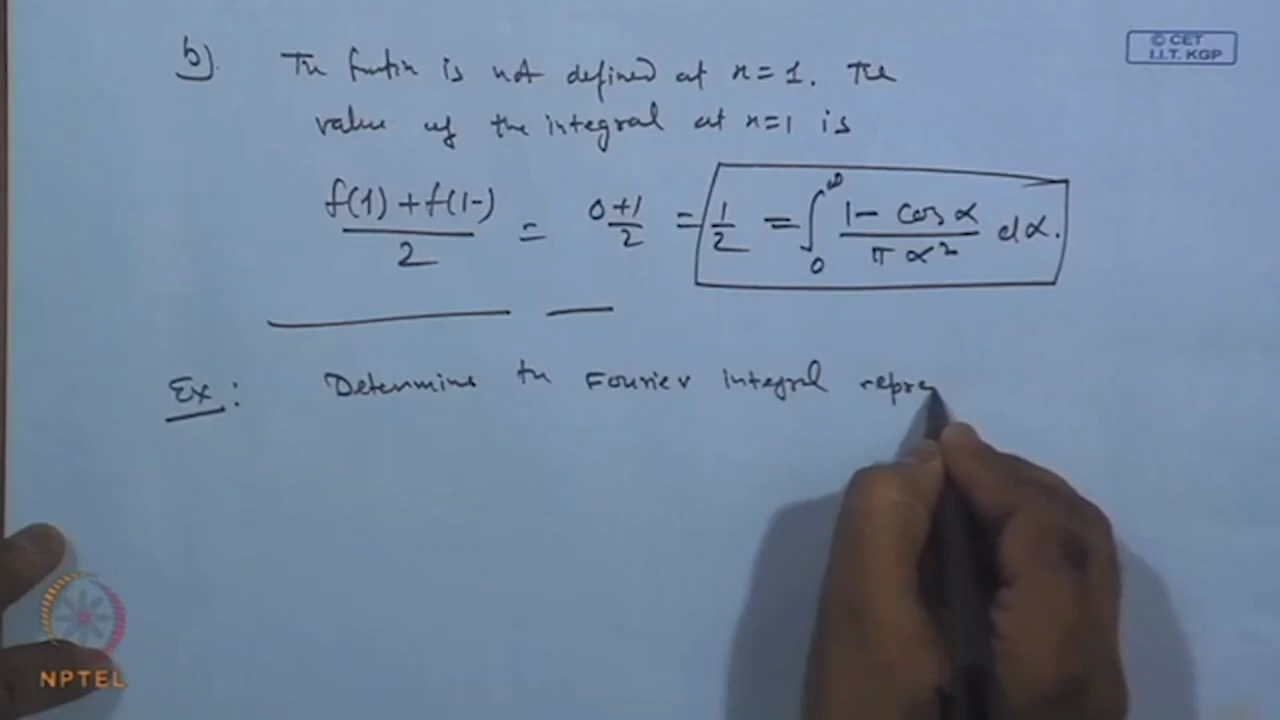 © CET
I.I.T. KGP
b) The function is not defined at x=1. The
value of the integral at x=1 is
f(1)+f(1-)/2 = 0+1/2 = 1/2 = ∫₀^∞ 1- cos α/π α² dα.
Ex: Determine the Fourier integral repre
NPTEL